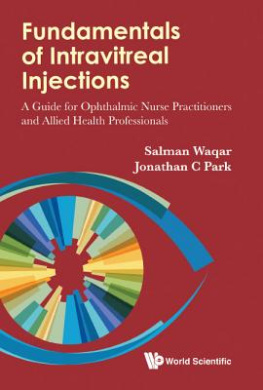 Fundamentals
of Intravitreal
Injections
A Guide for Ophthalmic Nurse Practitioners
and Allied Health Professionals
Salman Waqar
Jonathan C Park
World Scientific